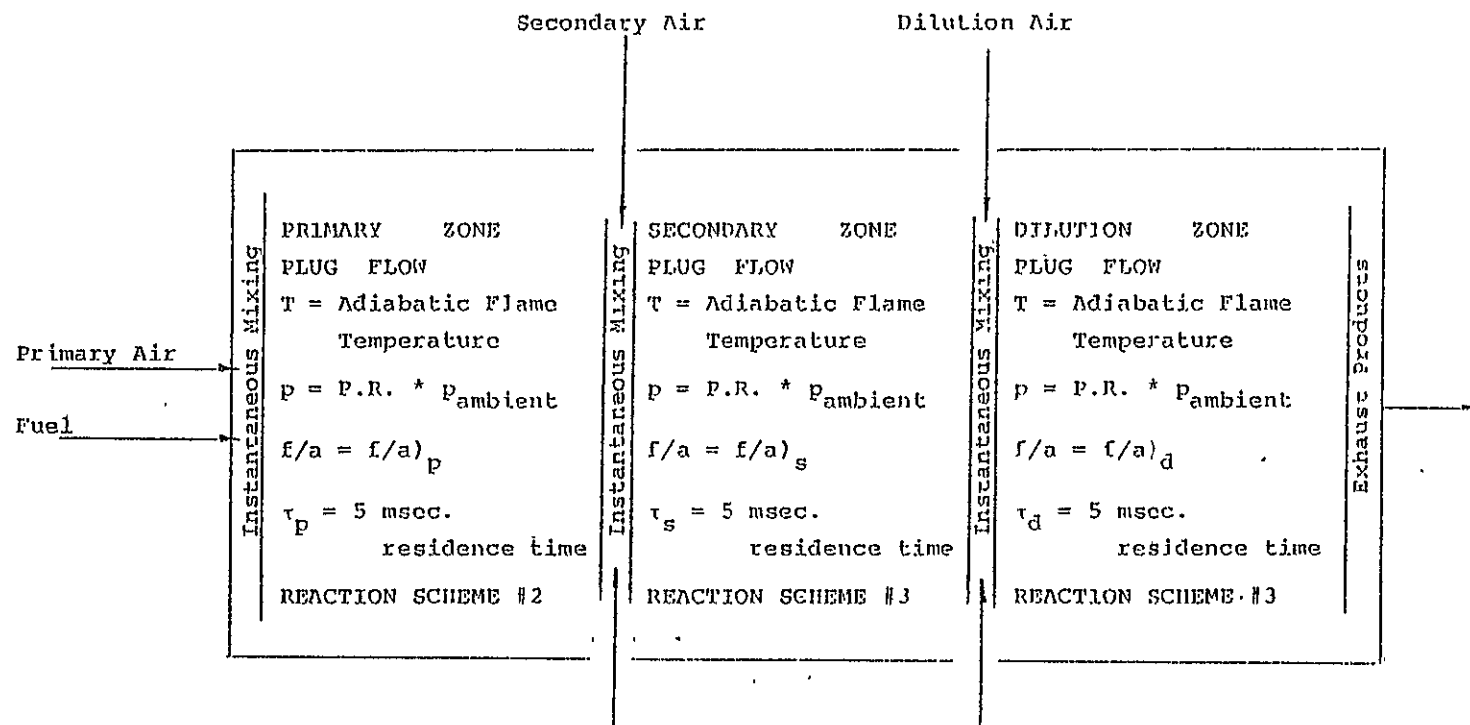 Secondary Air
Dilution Air
Primary Air
Fuel
Instantaneous Mixing
PRIMARY ZONE
PLUG FLOW
T = Adiabatic Flame
Temperature
p = P.R. * p_ambient
f/a = f/a)_p
τ_p = 5 msec.
residence time
REACTION SCHEME #2
Instantaneous Mixing
SECONDARY ZONE
PLUG FLOW
T = Adiabatic Flame
Temperature
p = P.R. * p_ambient
f/a = f/a)_s
τ_s = 5 msec.
residence time
REACTION SCHEME #3
Instantaneous Mixing
DILUTION ZONE
PLUG FLOW
T = Adiabatic Flame
Temperature
p = P.R. * p_ambient
f/a = f/a)_d
τ_d = 5 msec.
residence time
REACTION SCHEME #3
Exhaust Products